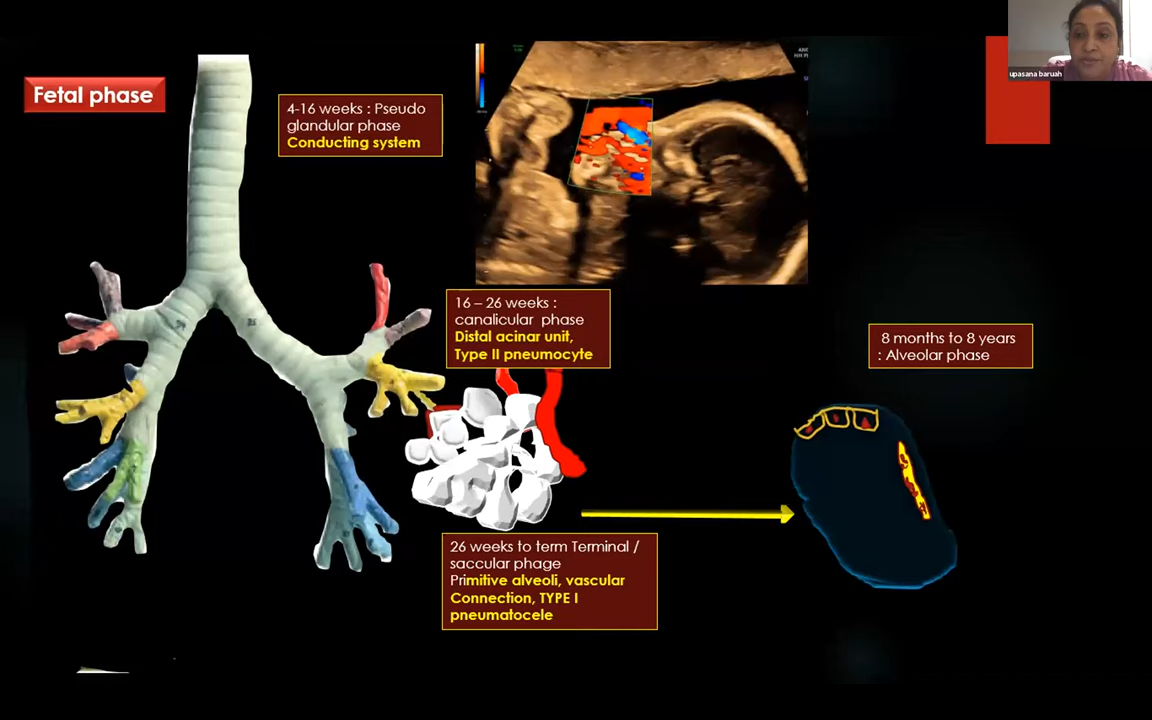 Fetal phase
4-16 weeks : Pseudo
glandular phase
Conducting system
upasana baruah
16 – 26 weeks :
canalicular phase
Distal acinar unit,
Type II pneumocyte
8 months to 8 years
: Alveolar phase
26 weeks to term Terminal /
saccular phage
Primitive alveoli, vascular
Connection, TYPE I
pneumatocele